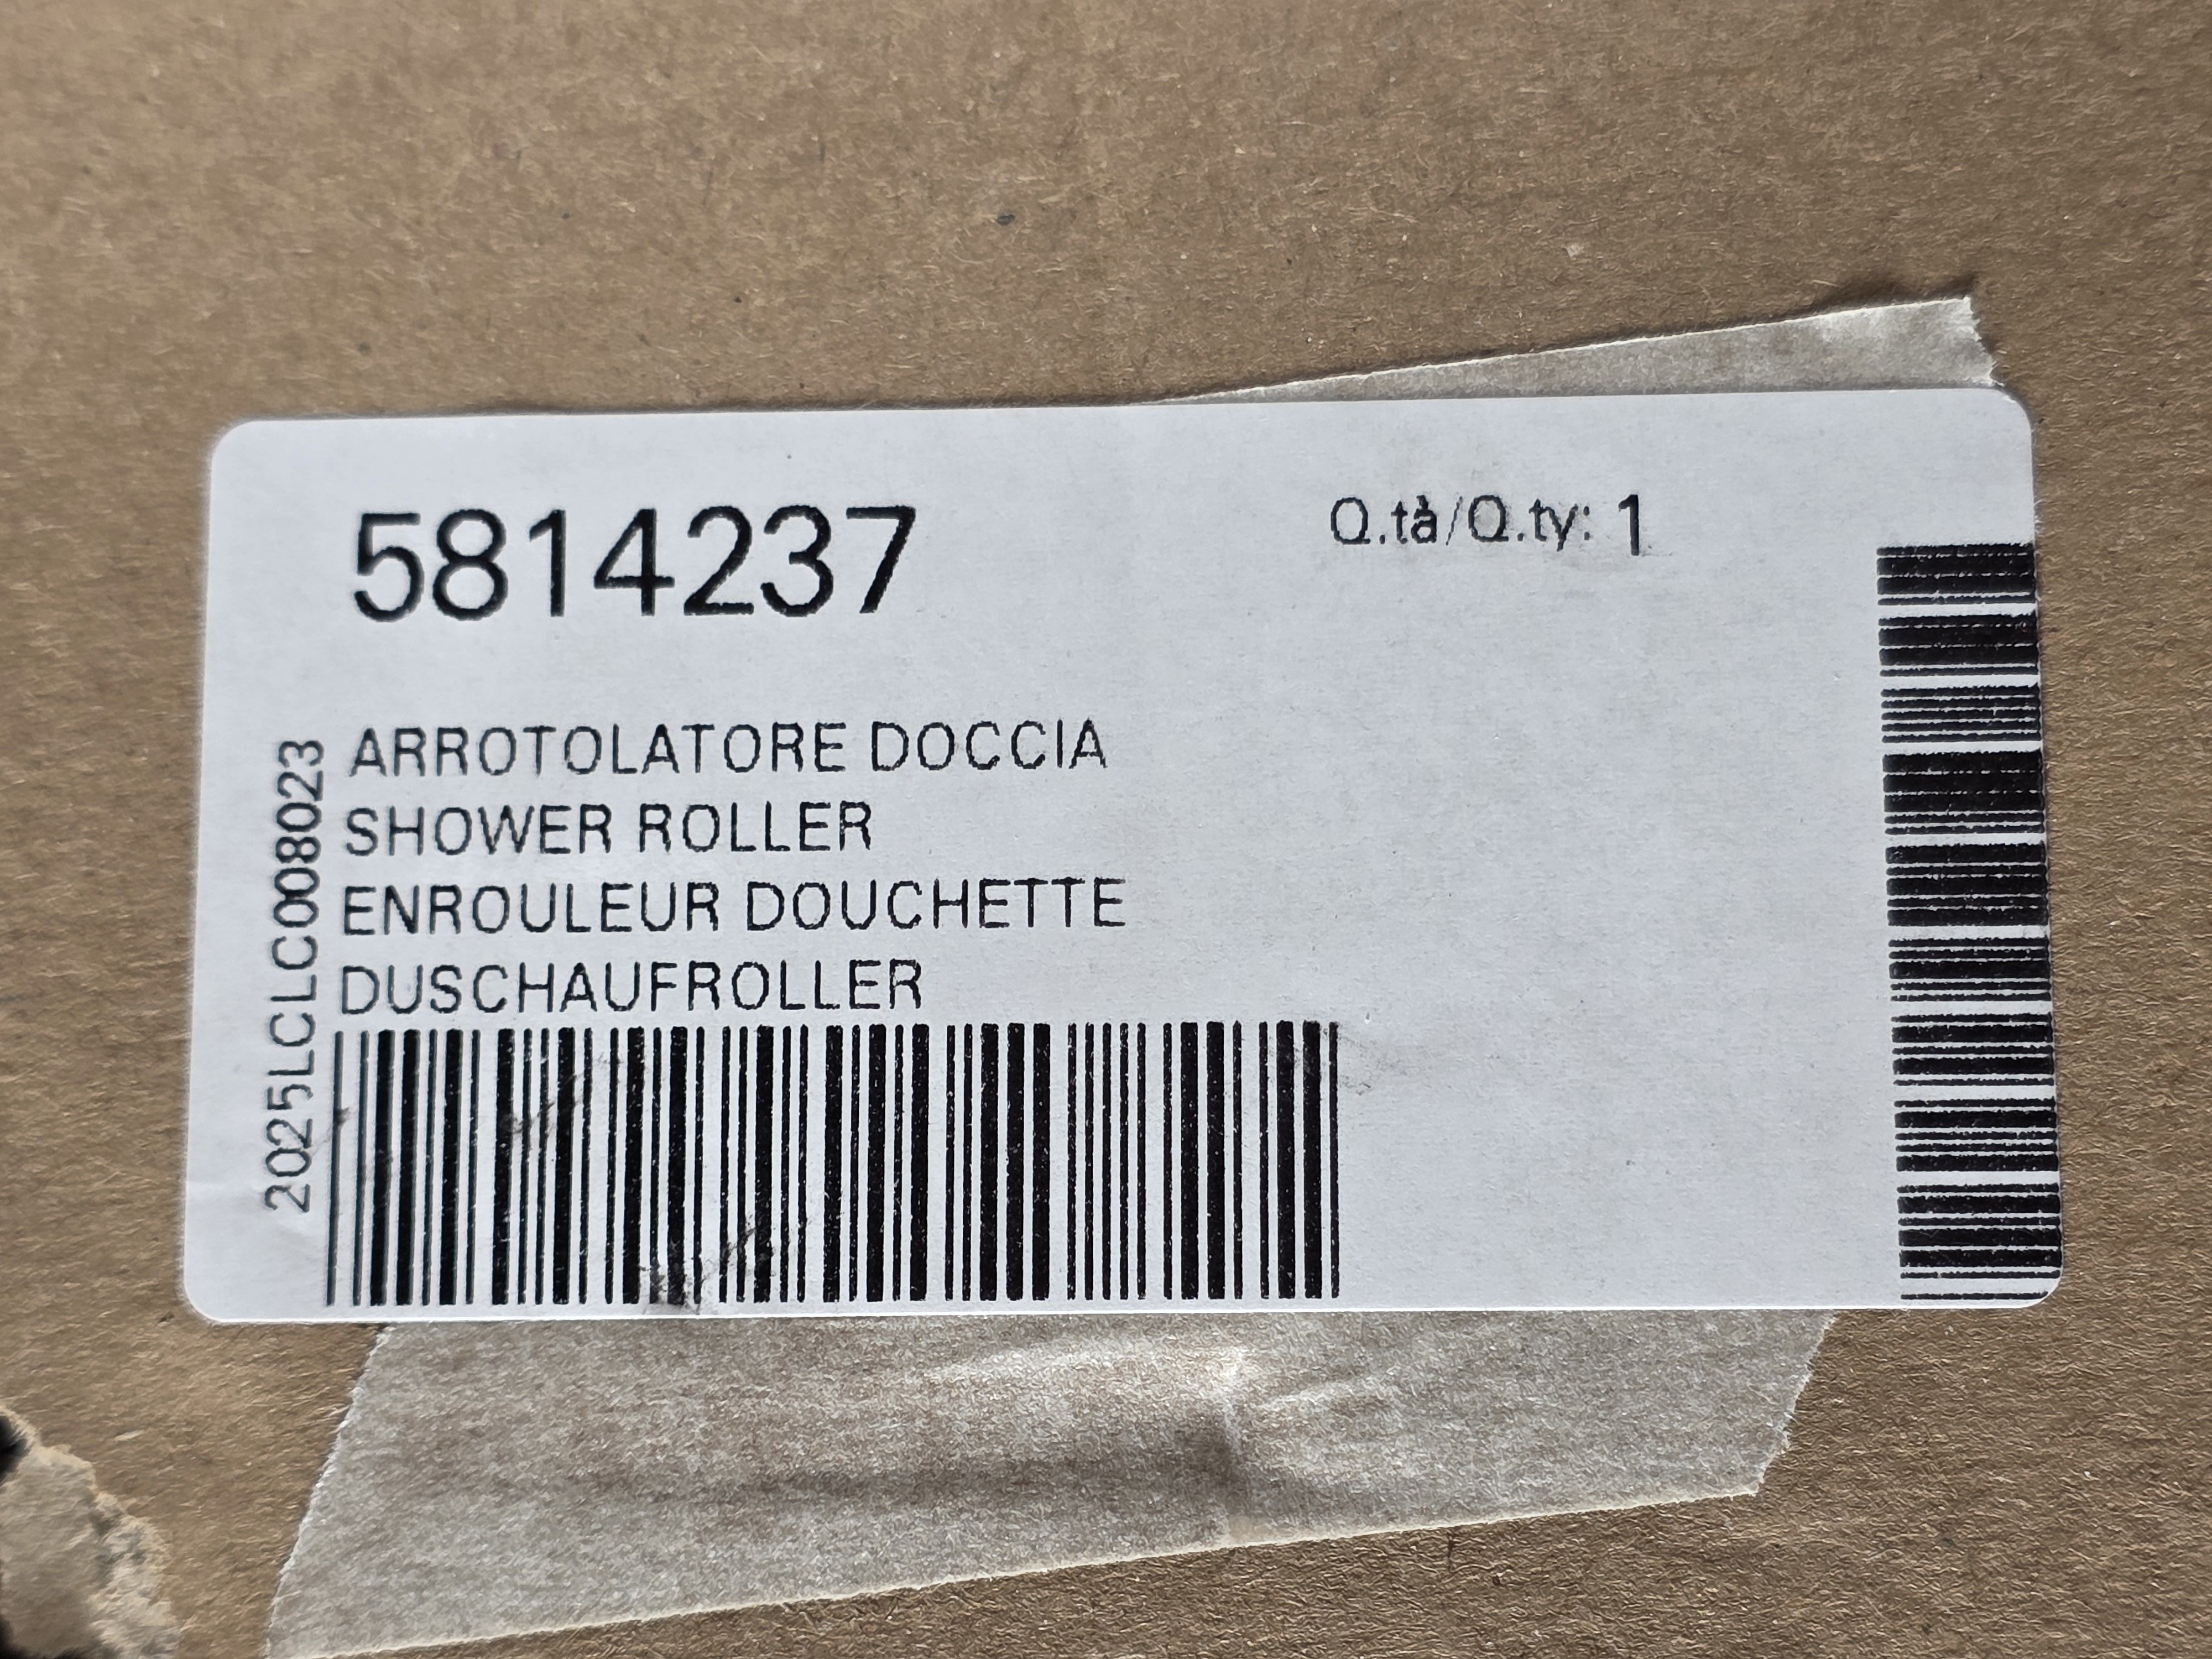 5814237
Q.tà/Q.ty: 1
ARROTOLATORE DOCCIA
SHOWER ROLLER
ENROULEUR DOUCHETTE
DUSCHAUFROLLER
2025LCLC008023